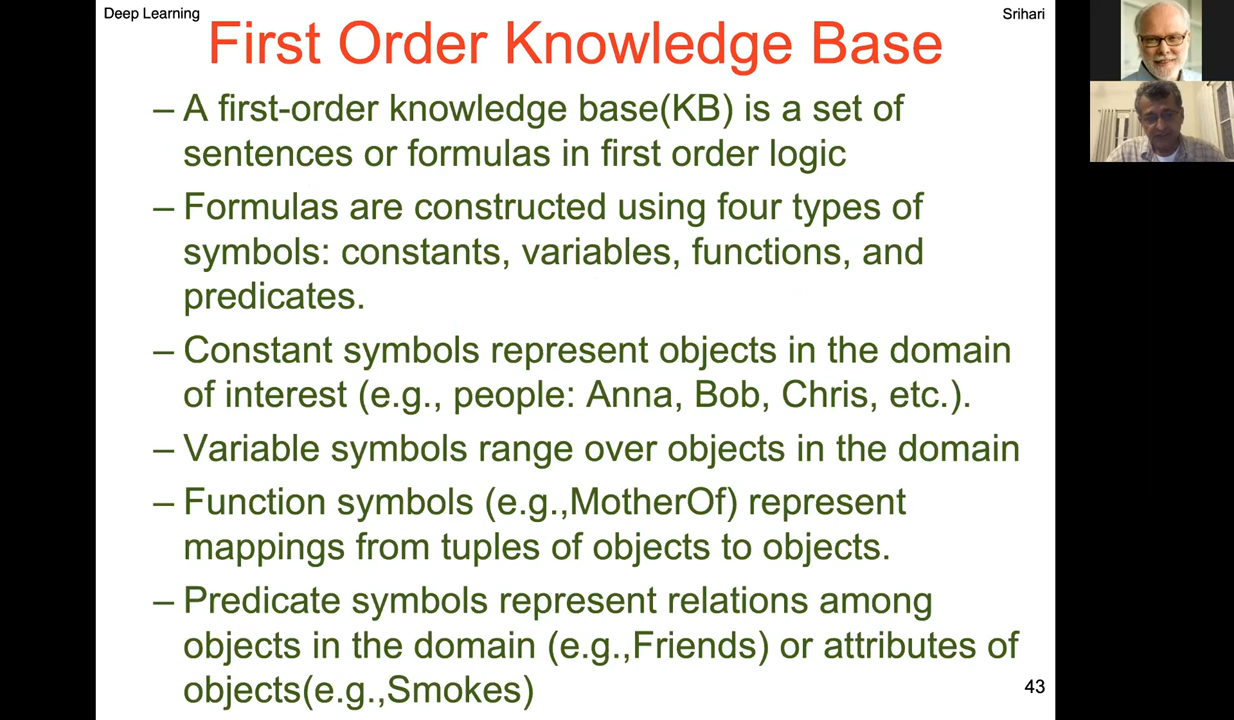 Deep Learning
Srihari
First Order Knowledge Base
– A first-order knowledge base(KB) is a set of
sentences or formulas in first order logic
– Formulas are constructed using four types of
symbols: constants, variables, functions, and
predicates.
– Constant symbols represent objects in the domain
of interest (e.g., people: Anna, Bob, Chris, etc.).
– Variable symbols range over objects in the domain
– Function symbols (e.g.,MotherOf) represent
mappings from tuples of objects to objects.
– Predicate symbols represent relations among
objects in the domain (e.g.,Friends) or attributes of
objects(e.g.,Smokes)
43